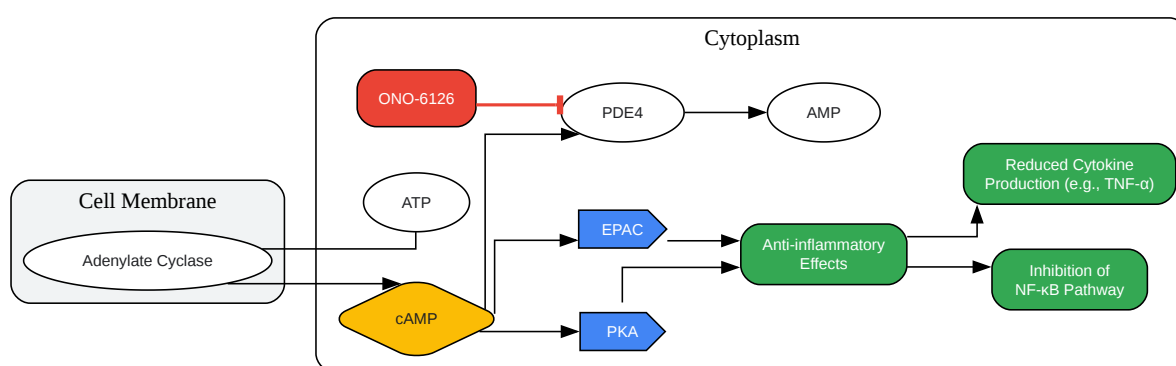 Cytoplasm
ONO-6126
PDE4
AMP
Reduced Cytokine
Production (e.g., TNF-α)
Cell Membrane
ATP
Adenylate Cyclase
EPAC
Anti-inflammatory
Effects
Inhibition of
NF-κB Pathway
cAMP
PKA